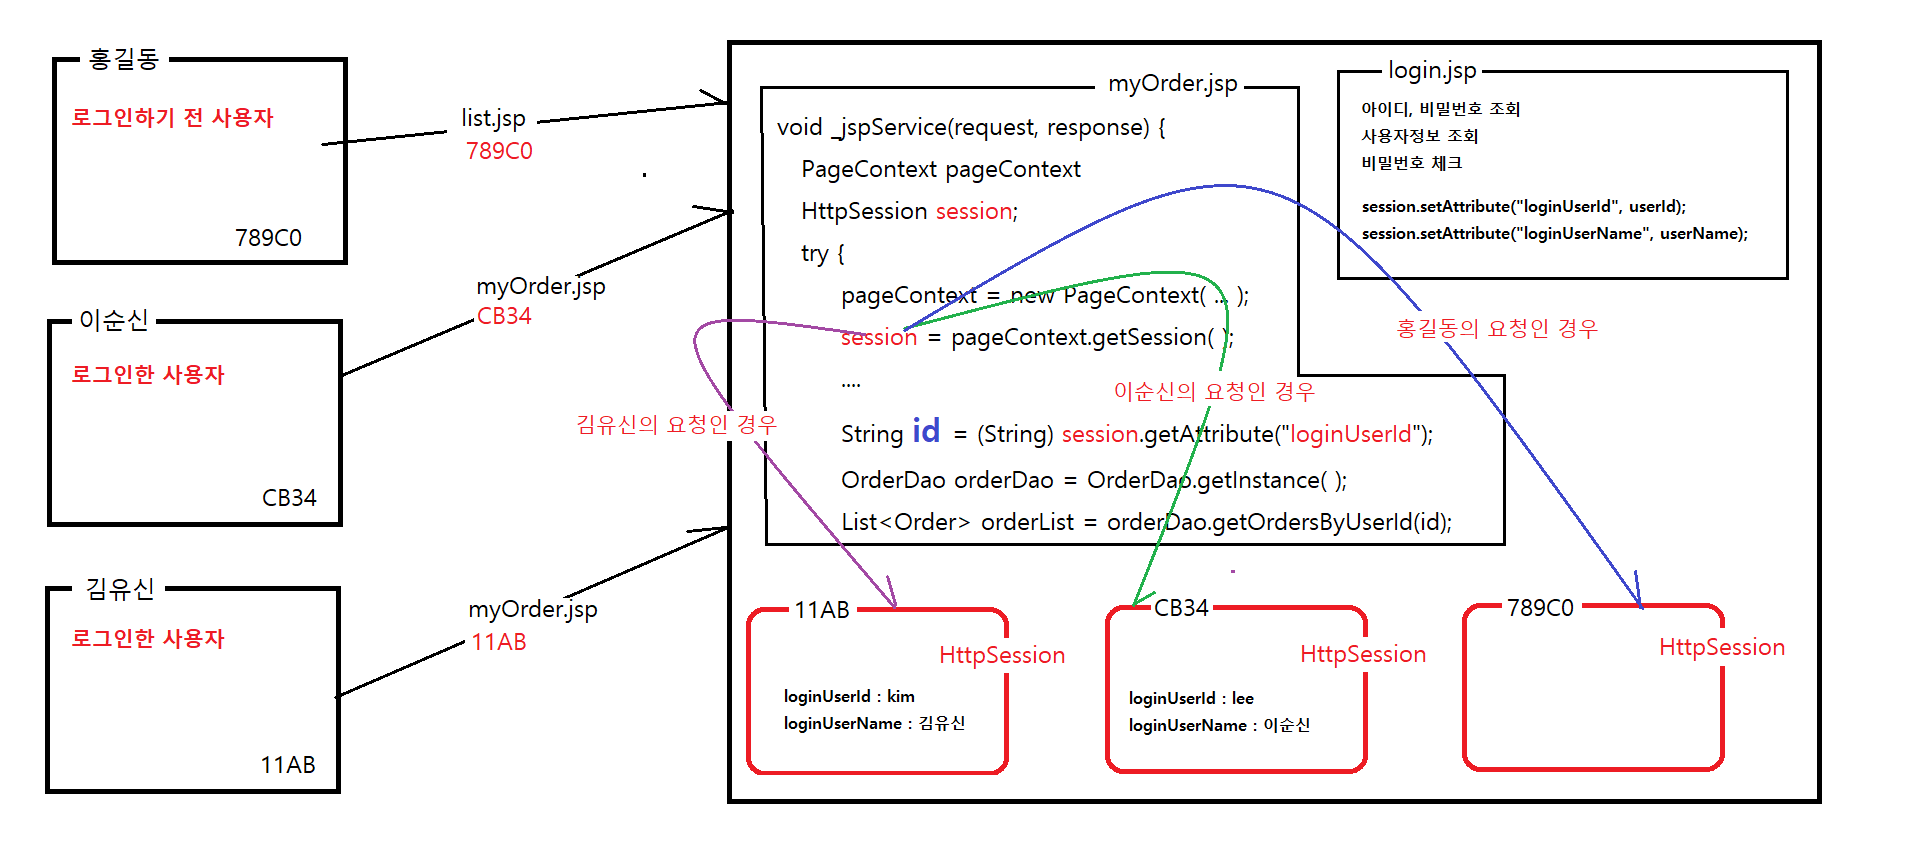 홍길동
로그인하기 전 사용자
789C0
list.jsp
789C0
이순신
로그인한 사용자
CB34
myOrder.jsp
CB34
김유신
로그인한 사용자
11AB
myOrder.jsp
11AB
myOrder.jsp
void _jspService(request, response) {
PageContext pageContext
HttpSession session;
try {
pageContext = new PageContext( .. );
session = pageContext.getSession( );
....
String id = (String) session.getAttribute("loginUserId");
OrderDao orderDao = OrderDao.getInstance( );
List<Order> orderList = orderDao.getOrdersByUserId(id);
login.jsp
아이디, 비밀번호 조회
사용자정보 조회
비밀번호 체크
session.setAttribute("loginUserId", userId);
session.setAttribute("loginUserName", userName);
김유신의 요청인 경우
이순신의 요청인 경우
홍길동의 요청인 경우
11AB
HttpSession
loginUserId : kim
loginUserName : 김유신
CB34
HttpSession
loginUserId : lee
loginUserName : 이순신
789C0
HttpSession